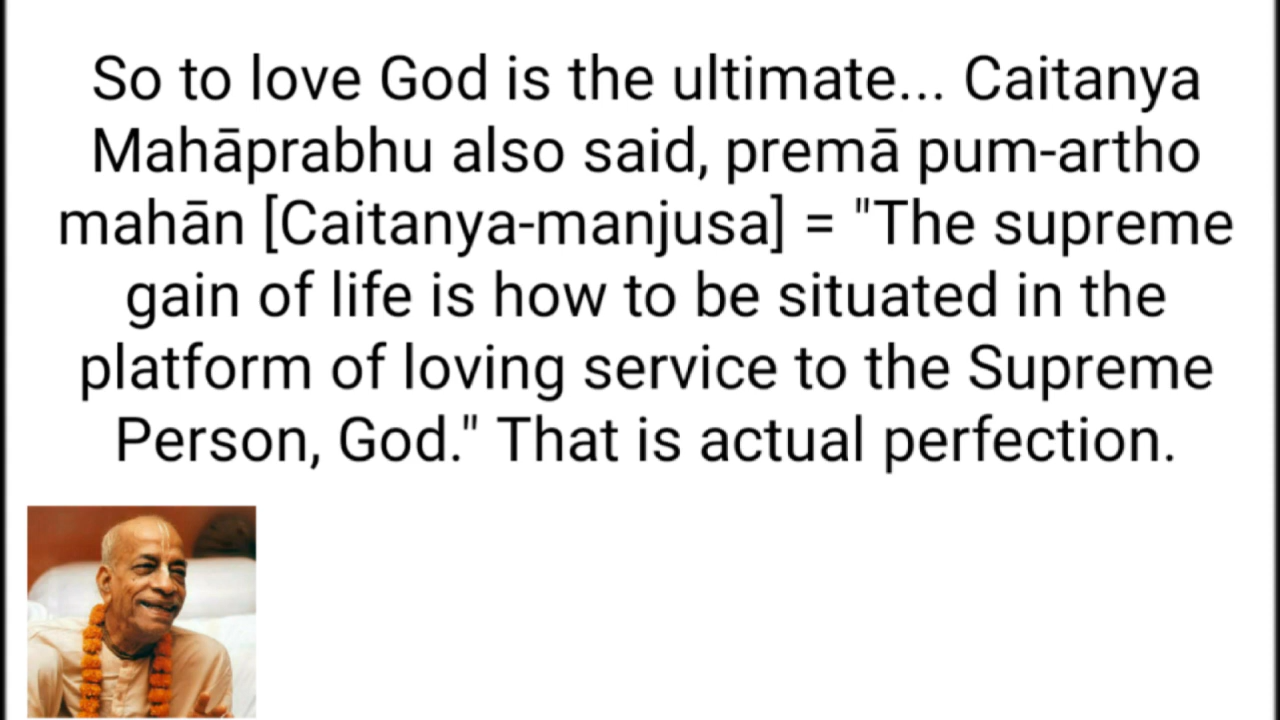 So to love God is the ultimate... Caitanya
Mahāprabhu also said, premā pum-artho
mahān [Caitanya-manjusa] = "The supreme
gain of life is how to be situated in the
platform of loving service to the Supreme
Person, God." That is actual perfection.